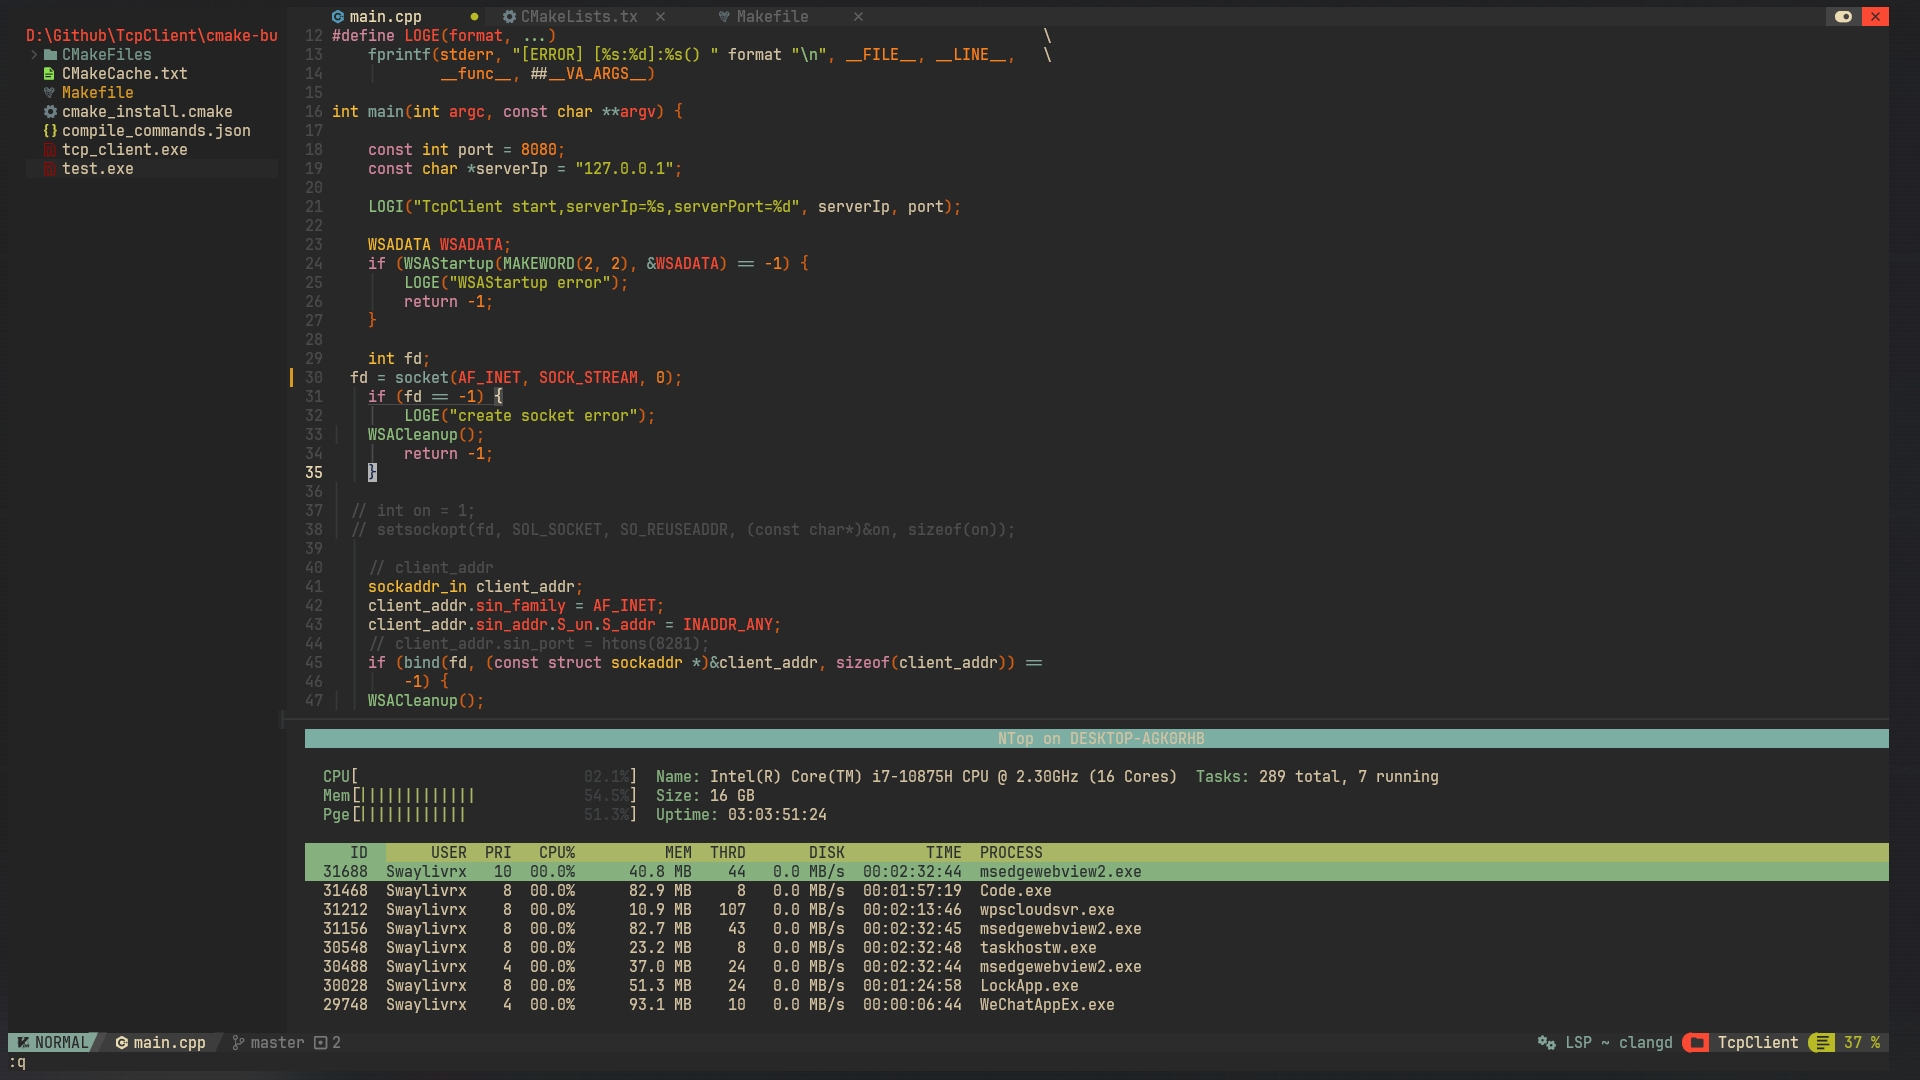 main.cpp CMakeLists.tx Makefile
D:\Github\TcpClient\cmake-bu
CMakeFiles
CMakeCache.txt
Makefile
cmake_install.cmake
compile_commands.json
tcp_client.exe
test.exe
12 #define LOGE(format, ...) \
13 fprintf(stderr, "[ERROR] [%s:%d]:%s() " format "\n", __FILE__, __LINE__, \
14 __func__, ##__VA_ARGS__)
15
16 int main(int argc, const char **argv) {
17
18 const int port = 8080;
19 const char *serverIp = "127.0.0.1";
20
21 LOGI("TcpClient start,serverIp=%s,serverPort=%d", serverIp, port);
22
23 WSADATA WSADATA;
24 if (WSAStartup(MAKEWORD(2, 2), &WSADATA) == -1) {
25 LOGE("WSAStartup error");
26 return -1;
27 }
28
29 int fd;
30 fd = socket(AF_INET, SOCK_STREAM, 0);
31 if (fd == -1) {
32 LOGE("create socket error");
33 WSACleanup();
34 return -1;
35 }
36
37 // int on = 1;
38 // setsockopt(fd, SOL_SOCKET, SO_REUSEADDR, (const char*)&on, sizeof(on));
39
40 // client_addr
41 sockaddr_in client_addr;
42 client_addr.sin_family = AF_INET;
43 client_addr.sin_addr.S_un.S_addr = INADDR_ANY;
44 // client_addr.sin_port = htons(8281);
45 if (bind(fd, (const struct sockaddr *)&client_addr, sizeof(client_addr)) ==
46 -1) {
47 WSACleanup();
NTop on DESKTOP-AGK0RHB
CPU[ 02.1%] Name: Intel(R) Core(TM) i7-10875H CPU @ 2.30GHz (16 Cores) Tasks: 289 total, 7 running
Mem[||||||||||||| 54.5%] Size: 16 GB
Pge[|||||||||||| 51.3%] Uptime: 03:03:51:24
ID USER PRI CPU% MEM THRD DISK TIME PROCESS
31688 Swaylivrx 10 00.0% 40.8 MB 44 0.0 MB/s 00:02:32:44 msedgewebview2.exe
31468 Swaylivrx 8 00.0% 82.9 MB 8 0.0 MB/s 00:01:57:19 Code.exe
31212 Swaylivrx 8 00.0% 10.9 MB 107 0.0 MB/s 00:02:13:46 wpscloudsvr.exe
31156 Swaylivrx 8 00.0% 82.7 MB 43 0.0 MB/s 00:02:32:45 msedgewebview2.exe
30548 Swaylivrx 8 00.0% 23.2 MB 8 0.0 MB/s 00:02:32:48 taskhostw.exe
30488 Swaylivrx 4 00.0% 37.0 MB 24 0.0 MB/s 00:02:32:44 msedgewebview2.exe
30028 Swaylivrx 8 00.0% 51.3 MB 24 0.0 MB/s 00:01:24:58 LockApp.exe
29748 Swaylivrx 4 00.0% 93.1 MB 10 0.0 MB/s 00:00:06:44 WeChatAppEx.exe
NORMAL main.cpp master 2 LSP ~ clangd TcpClient 37 %
:q